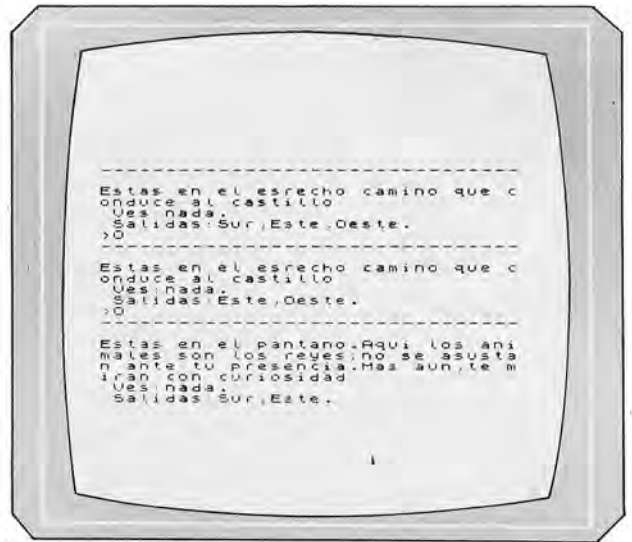 --------------------------------
Estas en el esrecho camino que c
onduce al castillo
 Ves:nada.
 Salidas:Sur,Este,Oeste.
>O
--------------------------------
Estas en el esrecho camino que c
onduce al castillo
 Ves:nada.
 Salidas:Este,Oeste.
>O
--------------------------------
Estas en el pantano.Aqui los ani
males son los reyes;no se asusta
n ante tu presencia.Mas aun,te m
iran con curiosidad
 Ves:nada.
 Salidas:Sur,Este.